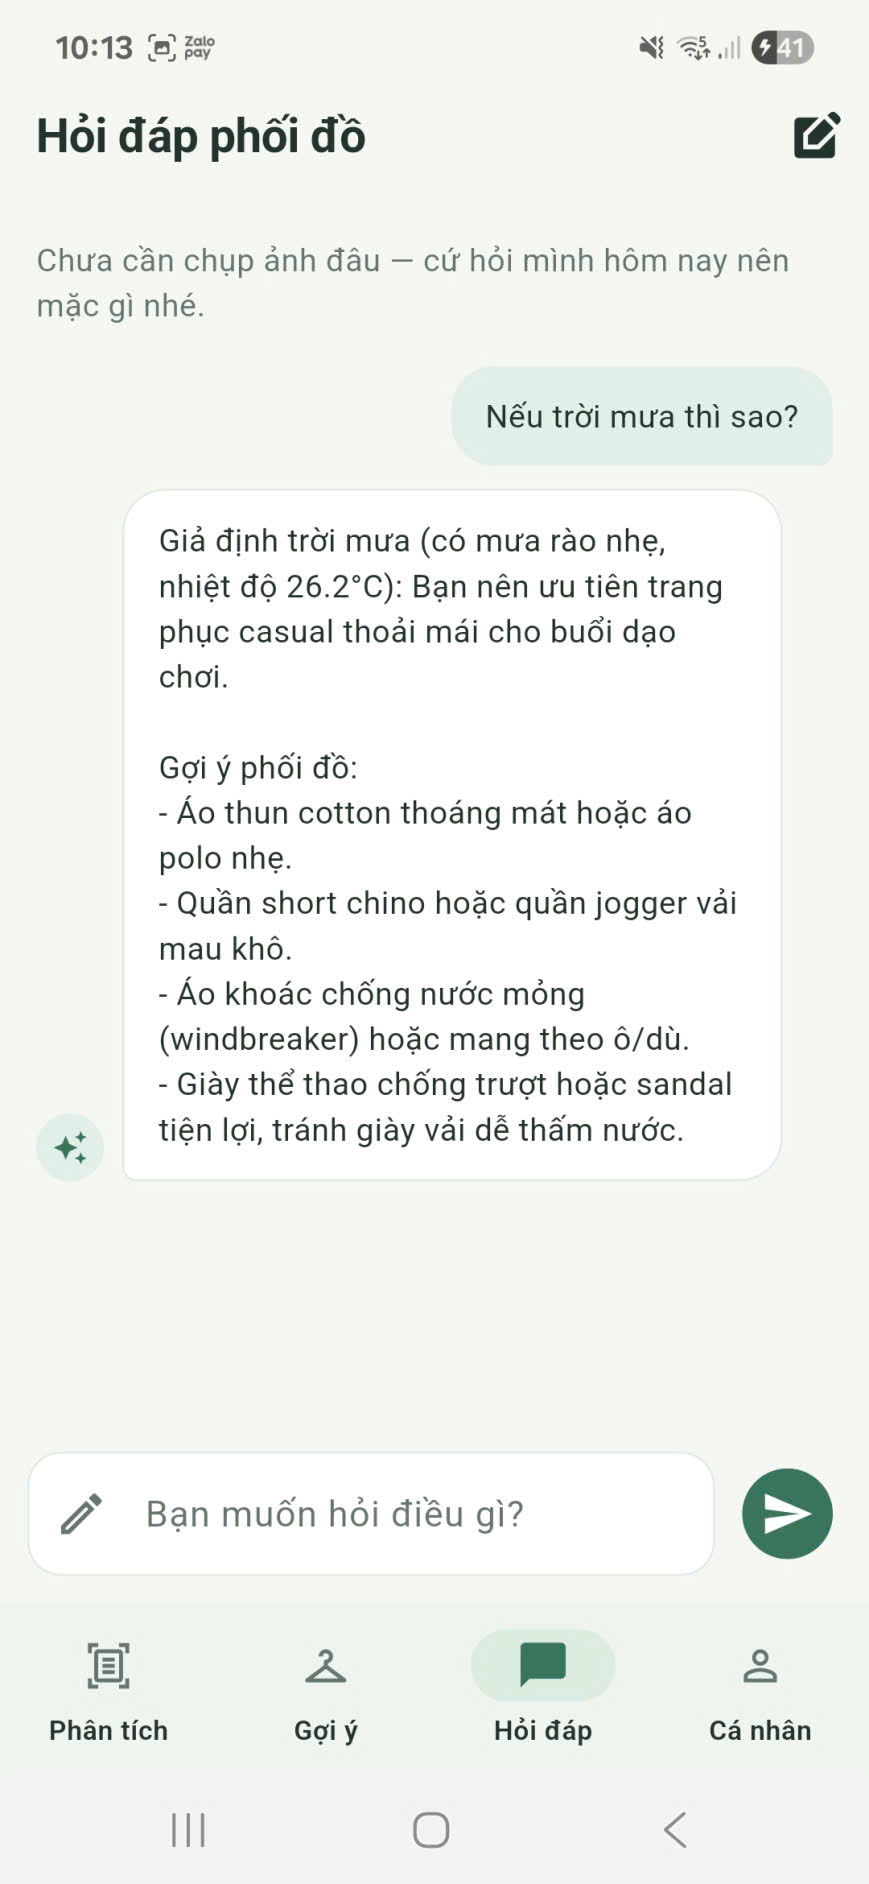 10:13 Zalo pay 5 41
Hỏi đáp phối đồ
Chưa cần chụp ảnh đâu — cứ hỏi mình hôm nay nên
mặc gì nhé.
Nếu trời mưa thì sao?
Giả định trời mưa (có mưa rào nhẹ,
nhiệt độ 26.2°C): Bạn nên ưu tiên trang
phục casual thoải mái cho buổi dạo
chơi.
Gợi ý phối đồ:
- Áo thun cotton thoáng mát hoặc áo
polo nhẹ.
- Quần short chino hoặc quần jogger vải
mau khô.
- Áo khoác chống nước mỏng
(windbreaker) hoặc mang theo ô/dù.
- Giày thể thao chống trượt hoặc sandal
tiện lợi, tránh giày vải dễ thấm nước.
Bạn muốn hỏi điều gì?
Phân tích Gợi ý Hỏi đáp Cá nhân